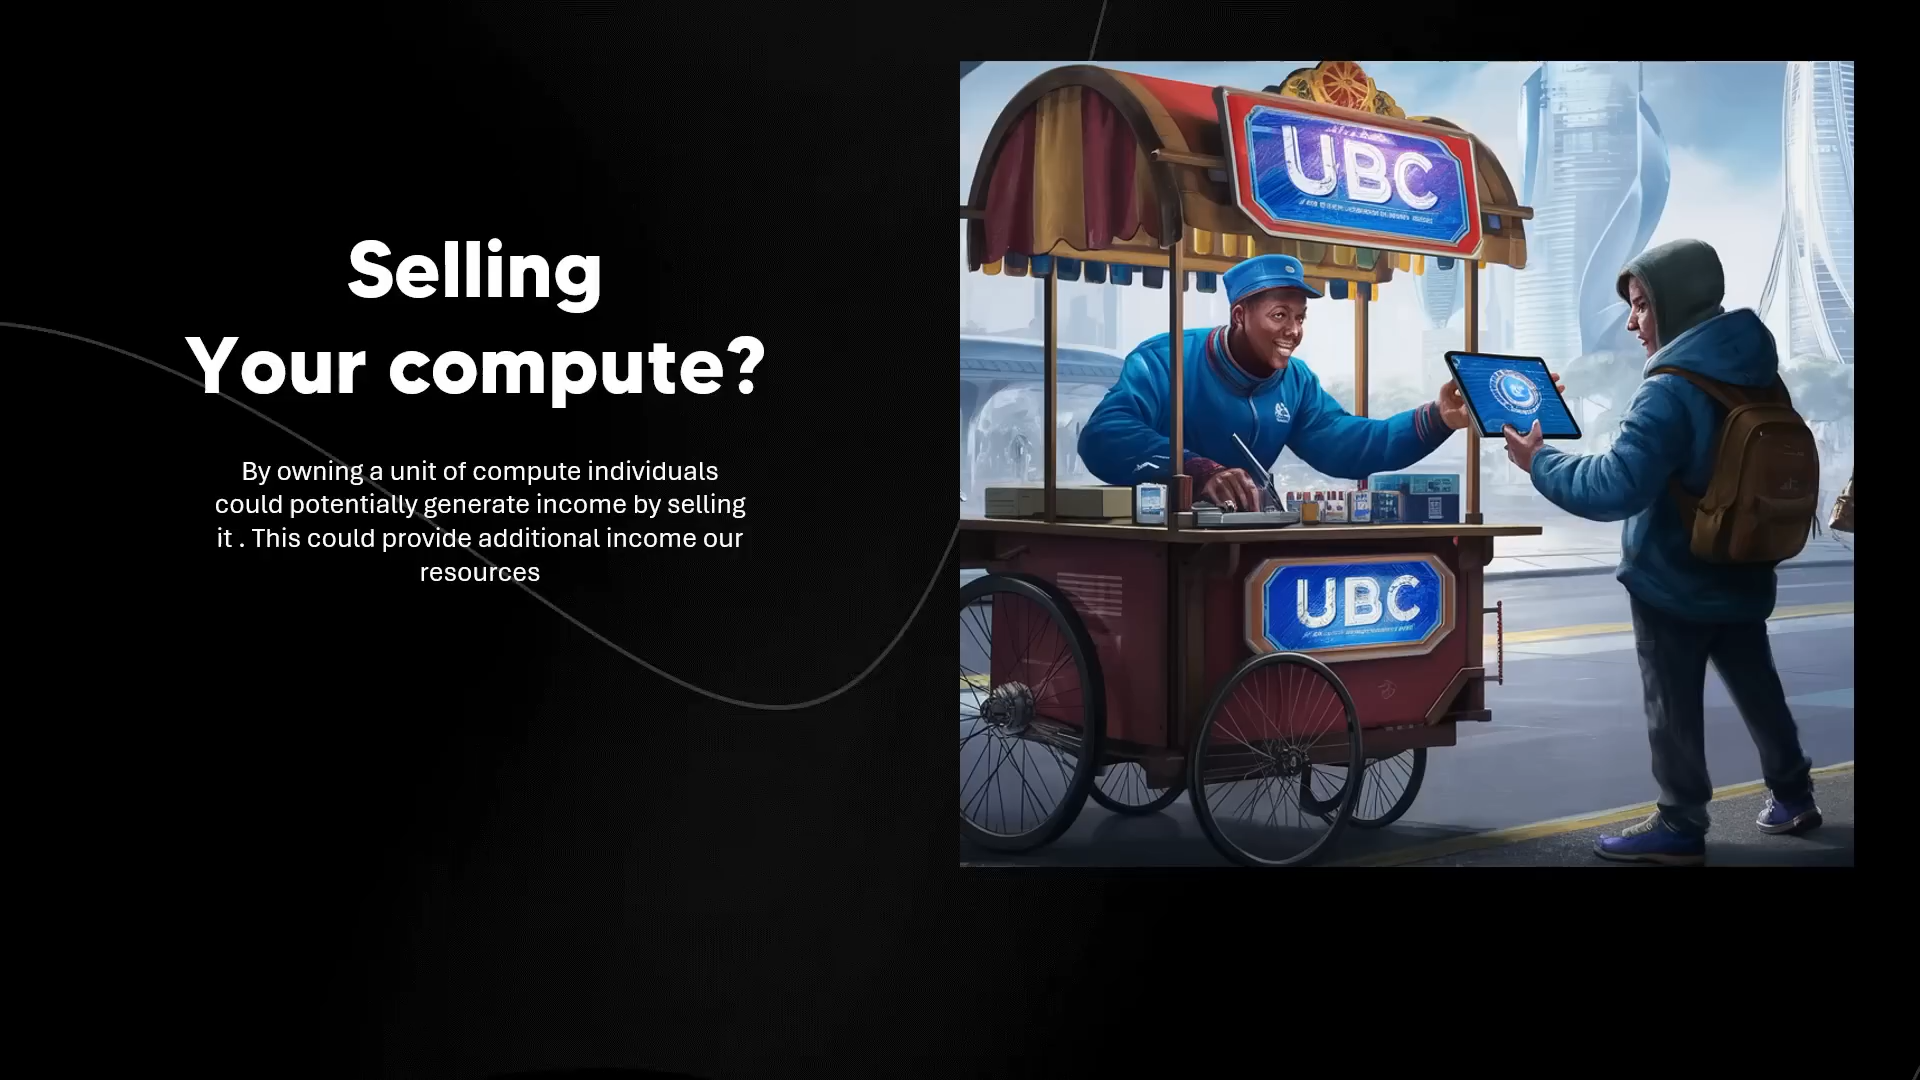 Selling
Your compute?
By owning a unit of compute individuals
could potentially generate income by selling
it . This could provide additional income our
resources
UBC
UBC